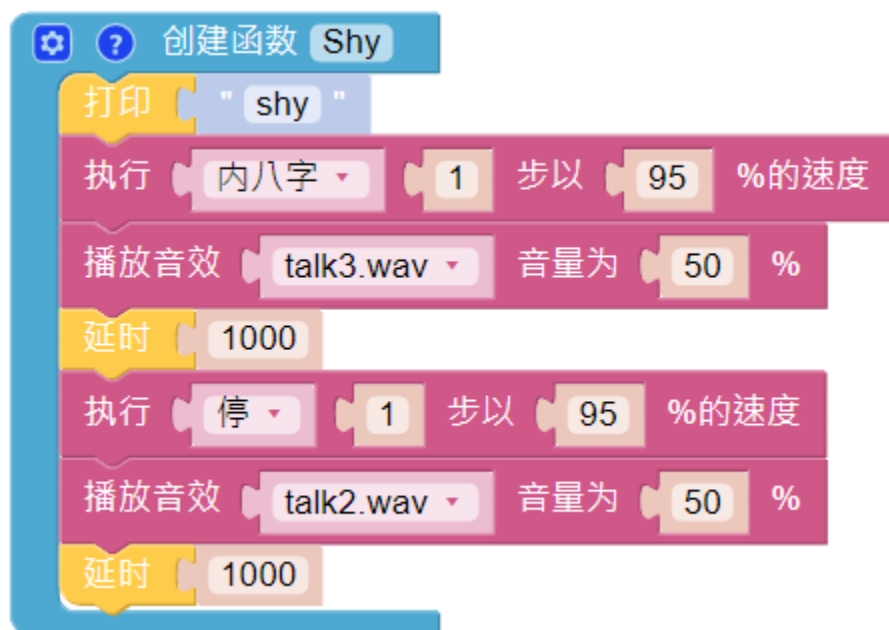 ? 创建函数 Shy
打印 " shy "
执行 内八字 1 步以 95 %的速度
播放音效 talk3.wav 音量为 50 %
延时 1000
执行 停 1 步以 95 %的速度
播放音效 talk2.wav 音量为 50 %
延时 1000